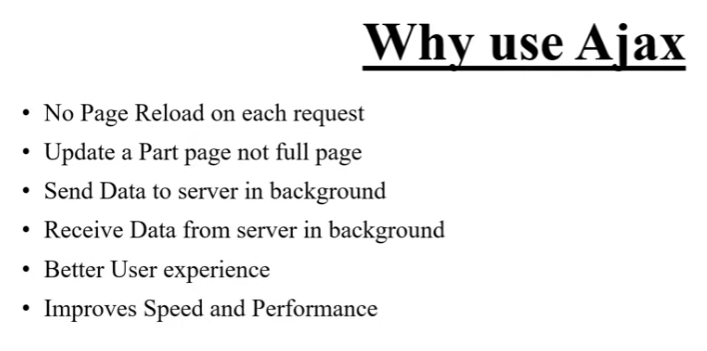 Why use Ajax
• No Page Reload on each request
• Update a Part page not full page
• Send Data to server in background
• Receive Data from server in background
• Better User experience
• Improves Speed and Performance